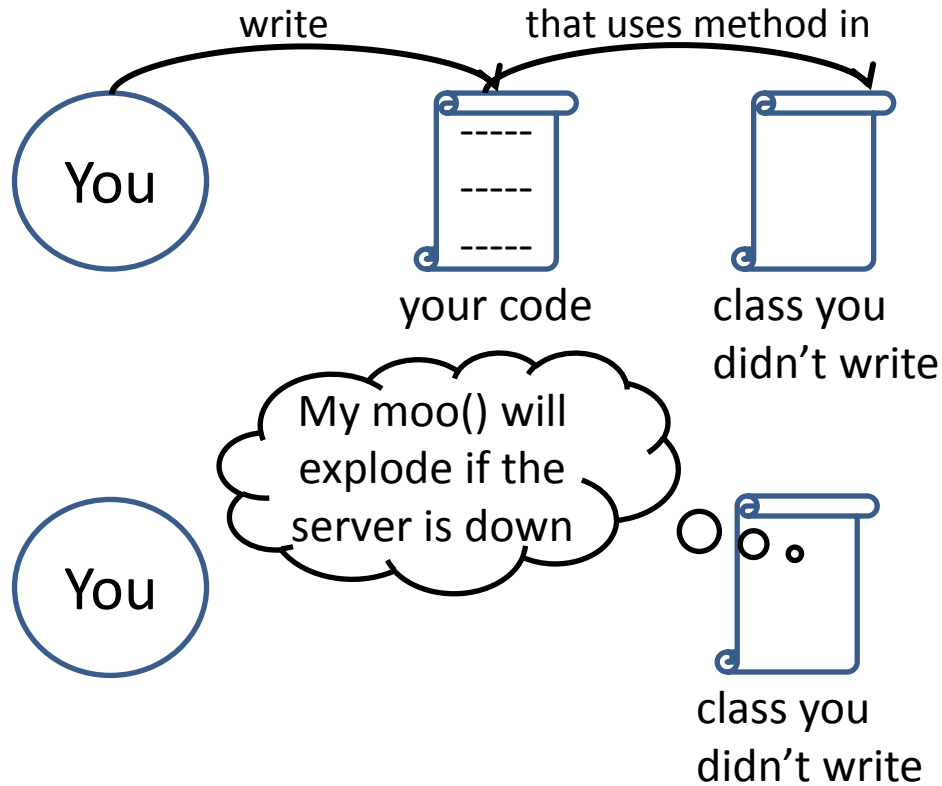 write
that uses method in
You
-----
-----
-----
your code
class you
didn’t write
My moo() will
explode if the
server is down
You
class you
didn’t write